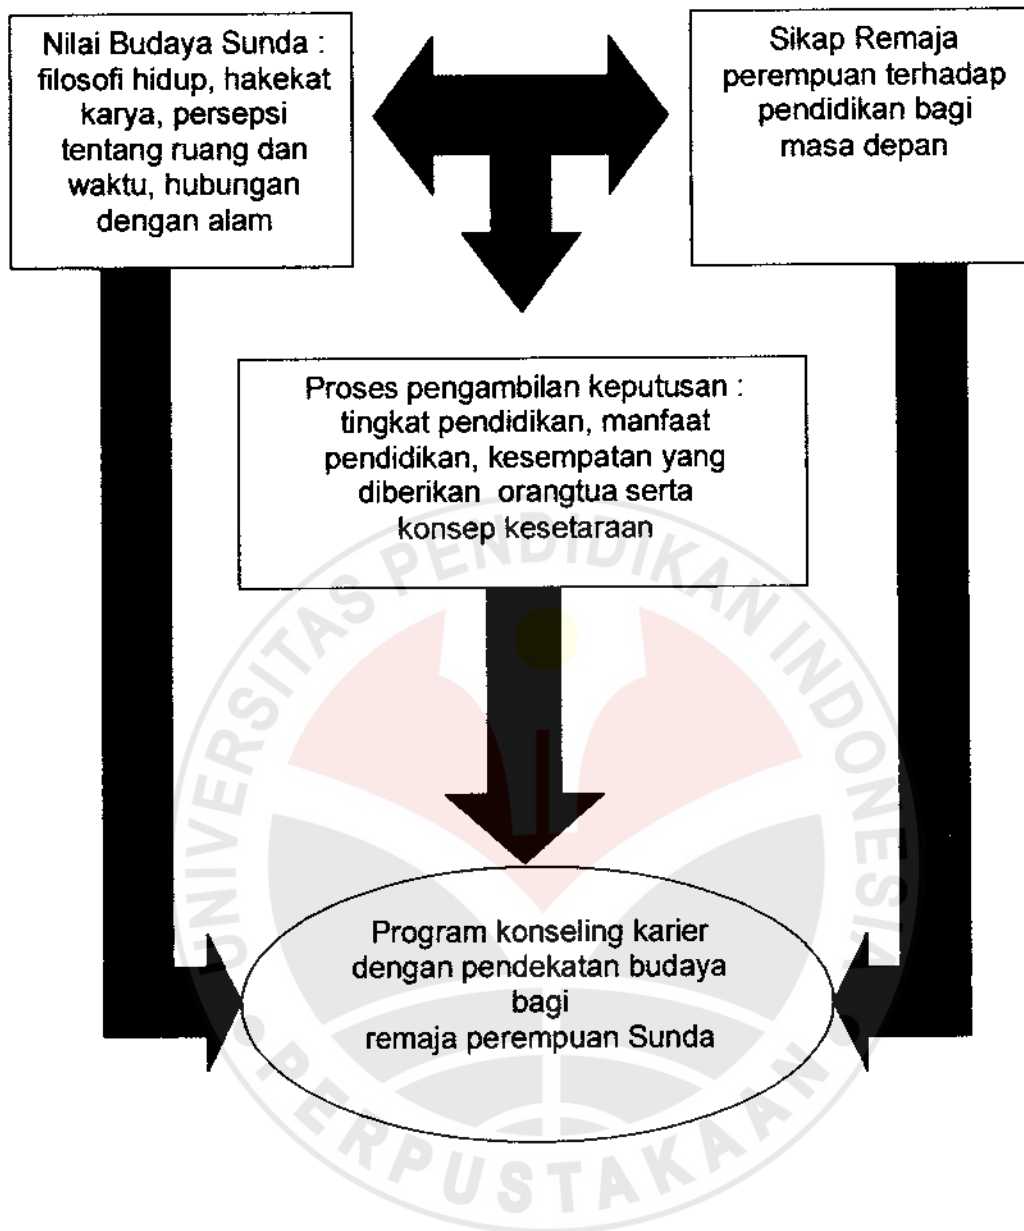 Nilai Budaya Sunda :
filosofi hidup, hakekat
karya, persepsi
tentang ruang dan
waktu, hubungan
dengan alam
Sikap Remaja
perempuan terhadap
pendidikan bagi
masa depan
Proses pengambilan keputusan :
tingkat pendidikan, manfaat
pendidikan, kesempatan yang
diberikan orangtua serta
konsep kesetaraan
Program konseling karier
dengan pendekatan budaya
bagi
remaja perempuan Sunda
UNIVERSITAS PENDIDIKAN INDONESIA
PERPUSTAKAAN